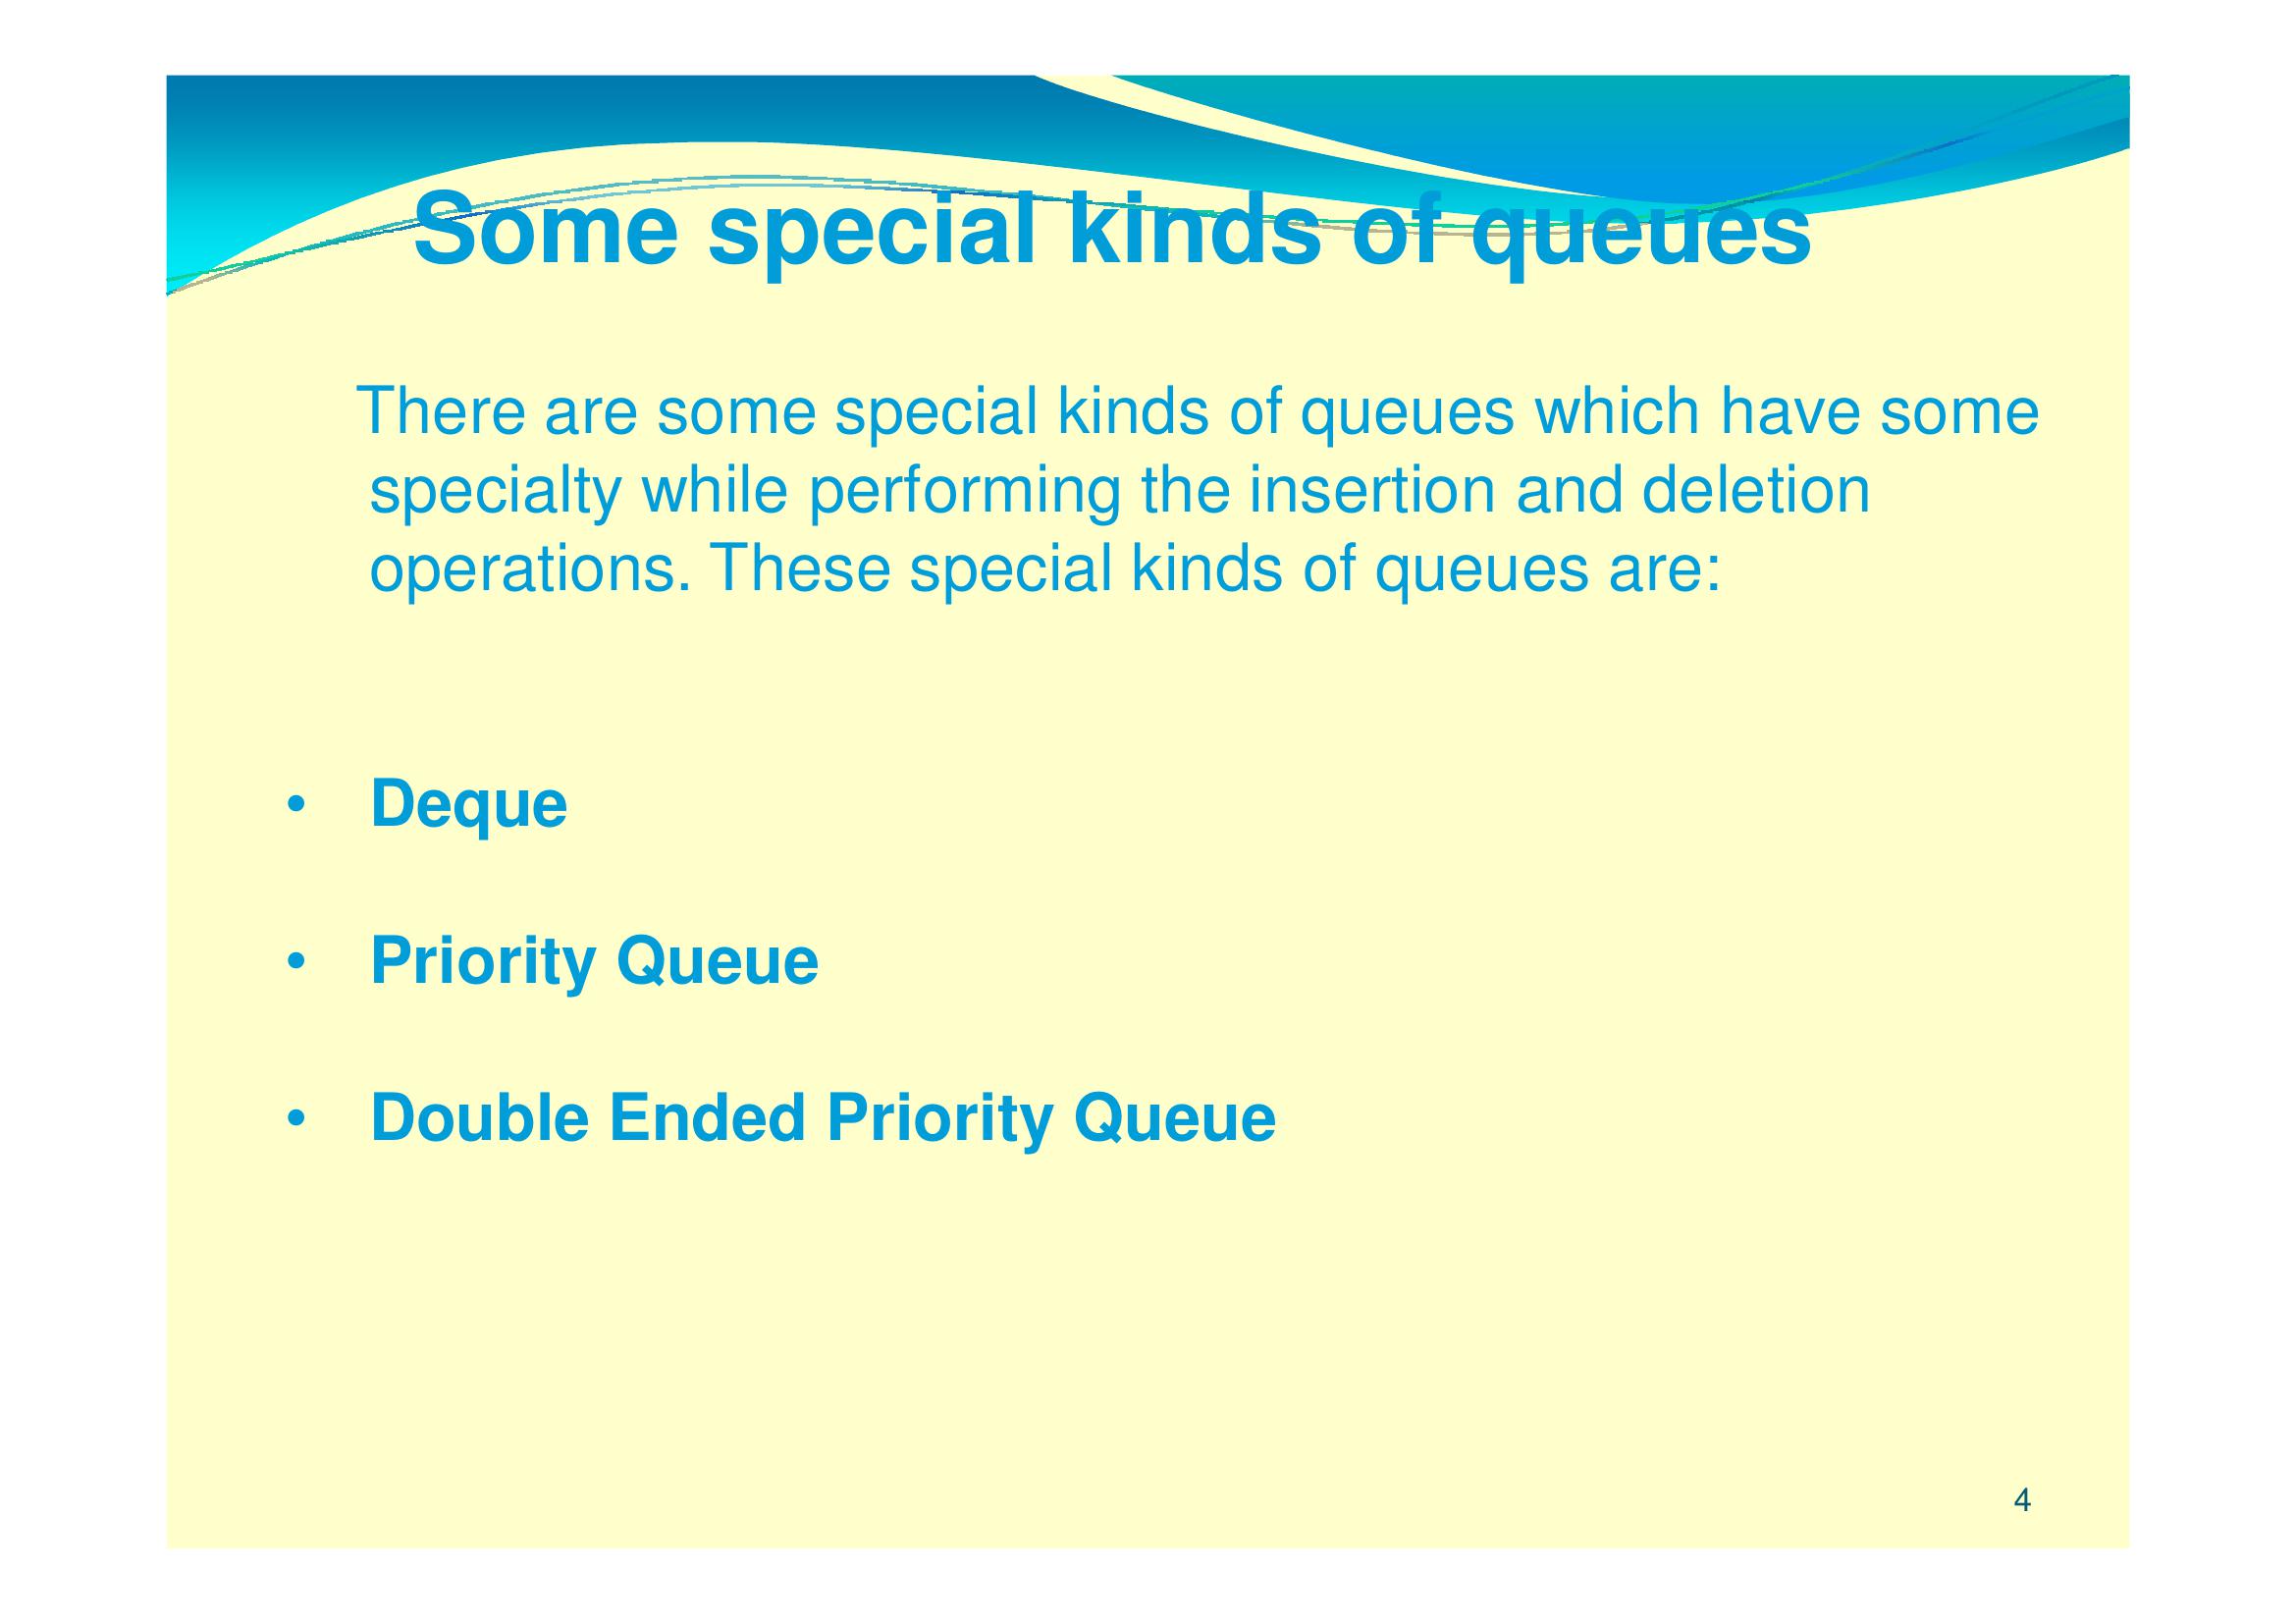 Some special kinds of queues
There are some special kinds of queues which have some
specialty while performing the insertion and deletion
operations. These special kinds of queues are:
• Deque
• Priority Queue
• Double Ended Priority Queue
4